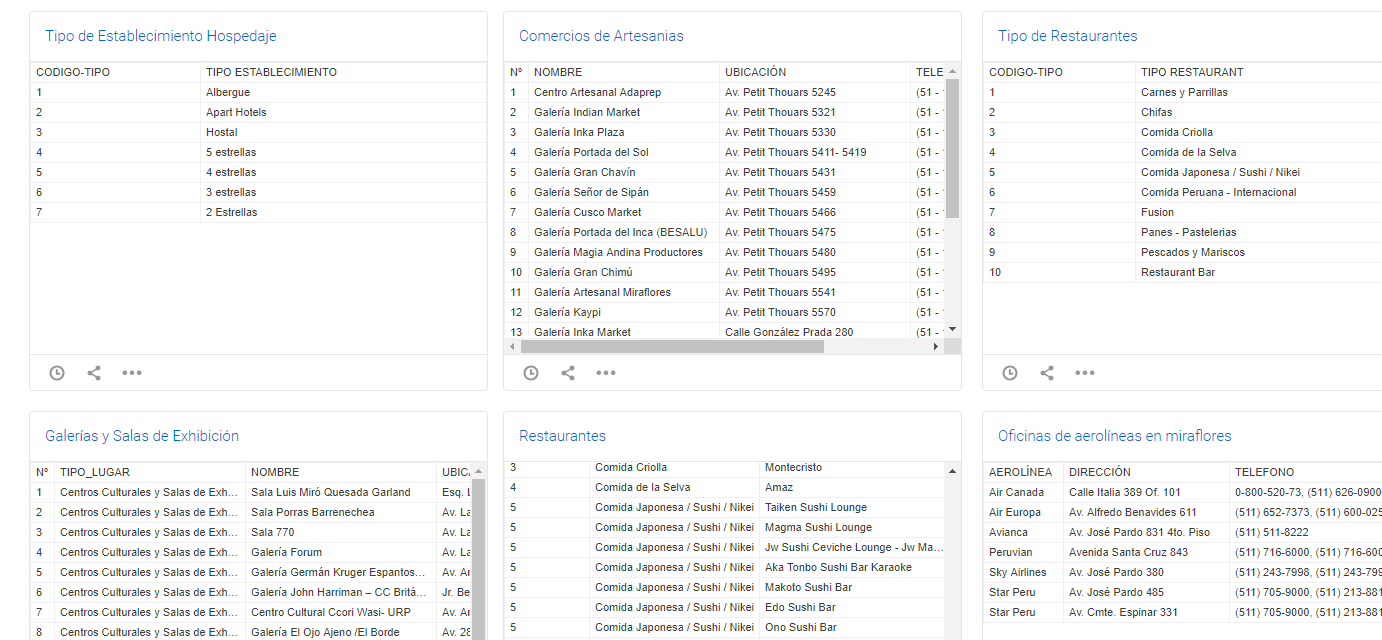 Tipo de Establecimiento Hospedaje
CODIGO-TIPO TIPO ESTABLECIMIENTO
1 Albergue
2 Apart Hotels
3 Hostal
4 5 estrellas
5 4 estrellas
6 3 estrellas
7 2 Estrellas
Comercios de Artesanias
Nº NOMBRE UBICACIÓN TELE
1 Centro Artesanal Adaprep Av. Petit Thouars 5245 (51 -
2 Galería Indian Market Av. Petit Thouars 5321 (51 -
3 Galería Inka Plaza Av. Petit Thouars 5330 (51 -
4 Galería Portada del Sol Av. Petit Thouars 5411- 5419 (51 -
5 Galería Gran Chavín Av. Petit Thouars 5431 (51 -
6 Galería Señor de Sipán Av. Petit Thouars 5459 (51 -
7 Galería Cusco Market Av. Petit Thouars 5466 (51 -
8 Galería Portada del Inca (BESALU) Av. Petit Thouars 5475 (51 -
9 Galería Magia Andina Productores Av. Petit Thouars 5480 (51 -
10 Galería Gran Chimú Av. Petit Thouars 5495 (51 -
11 Galería Artesanal Miraflores Av. Petit Thouars 5541 (51 -
12 Galería Kaypi Av. Petit Thouars 5570 (51 -
13 Galería Inka Market Calle González Prada 280 (51 -
Tipo de Restaurantes
CODIGO-TIPO TIPO RESTAURANT
1 Carnes y Parrillas
2 Chifas
3 Comida Criolla
4 Comida de la Selva
5 Comida Japonesa / Sushi / Nikei
6 Comida Peruana - Internacional
7 Fusion
8 Panes - Pastelerias
9 Pescados y Mariscos
10 Restaurant Bar
Galerías y Salas de Exhibición
Nº TIPO_LUGAR NOMBRE UBICA
1 Centros Culturales y Salas de Exh... Sala Luis Miró Quesada Garland Esq. L
2 Centros Culturales y Salas de Exh... Sala Porras Barrenechea Av. La
3 Centros Culturales y Salas de Exh... Sala 770 Av. La
4 Centros Culturales y Salas de Exh... Galería Forum Av. La
5 Centros Culturales y Salas de Exh... Galería Germán Kruger Espantos... Av. Ar
6 Centros Culturales y Salas de Exh... Galería John Harriman – CC Britá... Jr. Be
7 Centros Culturales y Salas de Exh... Centro Cultural Ccori Wasi- URP Av. Ar
8 Centros Culturales y Salas de Exh... Galería El Ojo Ajeno /El Borde Av. 28
Restaurantes
3 Comida Criolla Montecristo
4 Comida de la Selva Amaz
5 Comida Japonesa / Sushi / Nikei Taiken Sushi Lounge
5 Comida Japonesa / Sushi / Nikei Magma Sushi Lounge
5 Comida Japonesa / Sushi / Nikei Jw Sushi Ceviche Lounge - Jw Ma...
5 Comida Japonesa / Sushi / Nikei Aka Tonbo Sushi Bar Karaoke
5 Comida Japonesa / Sushi / Nikei Makoto Sushi Bar
5 Comida Japonesa / Sushi / Nikei Edo Sushi Bar
5 Comida Japonesa / Sushi / Nikei Ono Sushi Bar
Oficinas de aerolíneas en miraflores
AEROLÍNEA DIRECCIÓN TELEFONO
Air Canada Calle Italia 389 Of. 101 0-800-520-73, (511) 626-0900
Air Europa Av. Alfredo Benavides 611 (511) 652-7373, (511) 600-025
Avianca Av. José Pardo 831 4to. Piso (511) 511-8222
Peruvian Avenida Santa Cruz 843 (511) 716-6000, (511) 716-600
Sky Airlines Av. José Pardo 380 (511) 243-7998, (511) 243-799
Star Peru Av. José Pardo 485 (511) 705-9000, (511) 213-881
Star Peru Av. Cmte. Espinar 331 (511) 705-9000, (511) 213-881